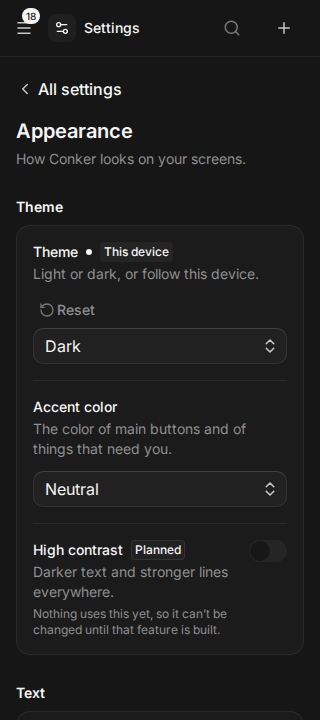 18
Settings
All settings
Appearance
How Conker looks on your screens.
Theme
Theme This device
Light or dark, or follow this device.
Reset
Dark
Accent color
The color of main buttons and of
things that need you.
Neutral
High contrast Planned
Darker text and stronger lines
everywhere.
Nothing uses this yet, so it can't be
changed until that feature is built.
Text